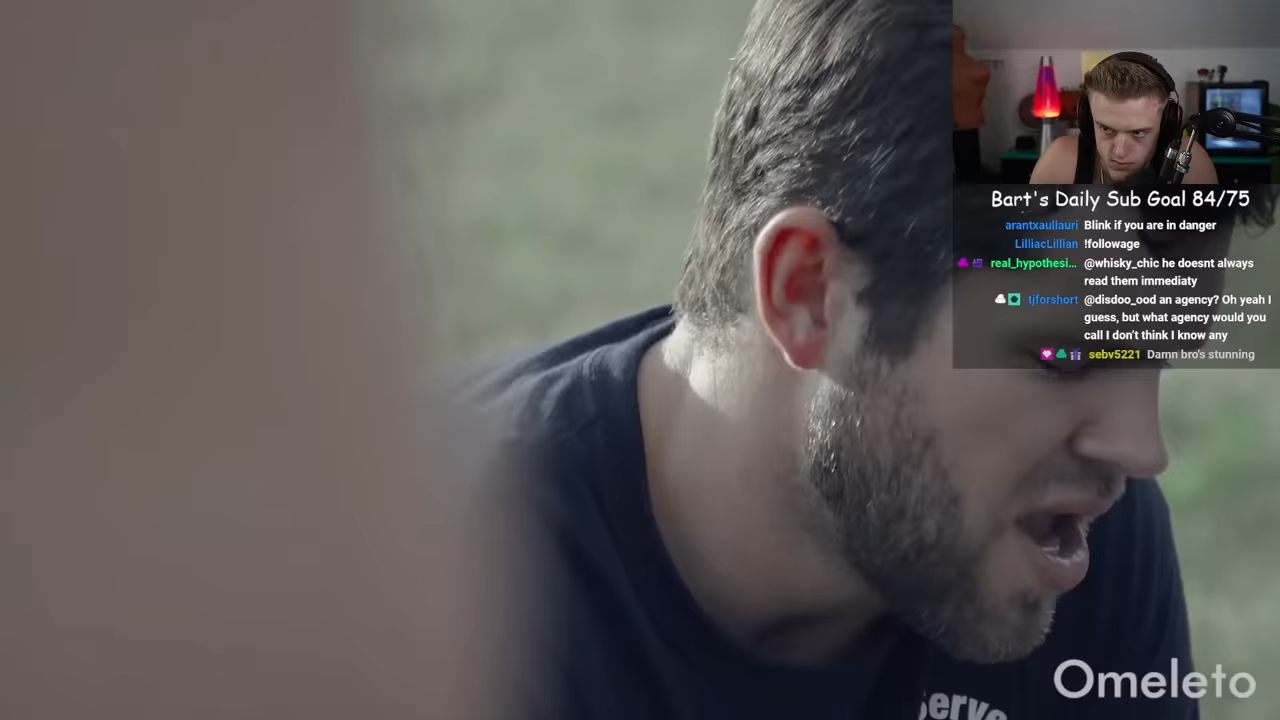 Bart's Daily Sub Goal 84/75
arantxaullauri Blink if you are in danger
LilliacLillian !followage
real_hypothesi... @whisky_chic he doesnt always
read them immediaty
tjforshort @disdoo_ood an agency? Oh yeah I
guess, but what agency would you
call I don't think I know any
sebv5221 Damn bro's stunning
Omeleto
Serve